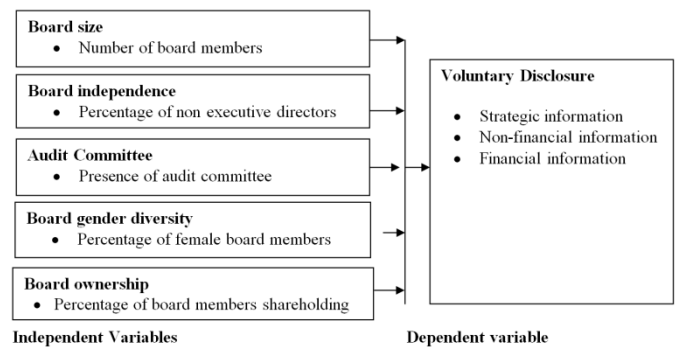 Board size
• Number of board members
Board independence
• Percentage of non executive directors
Audit Committee
• Presence of audit committee
Board gender diversity
• Percentage of female board members
Board ownership
• Percentage of board members shareholding
Independent Variables
Voluntary Disclosure
• Strategic information
• Non-financial information
• Financial information
Dependent variable